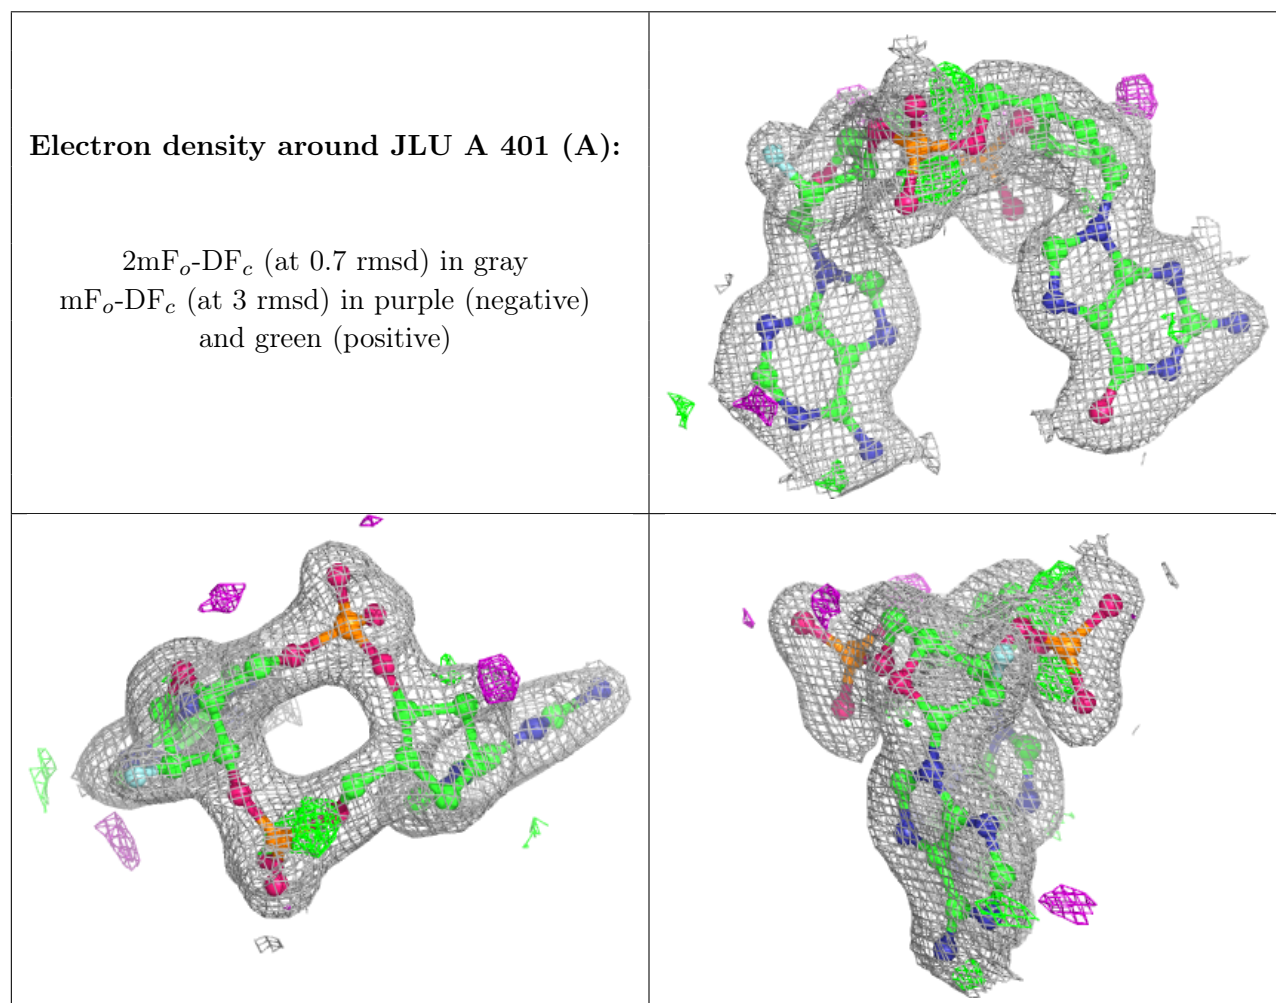 Electron density around JLU A 401 (A):
2mFo-DFc (at 0.7 rmsd) in gray
mFo-DFc (at 3 rmsd) in purple (negative)
and green (positive)